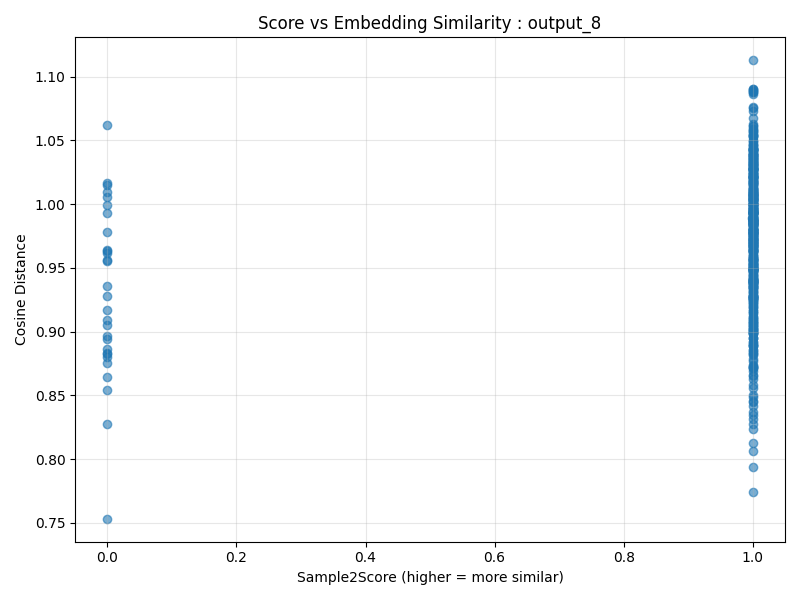 Score vs Embedding Similarity : output_8
1.10
1.05
1.00
0.95
0.90
0.85
0.80
0.75
Cosine Distance
0.0 0.2 0.4 0.6 0.8 1.0
Sample2Score (higher = more similar)